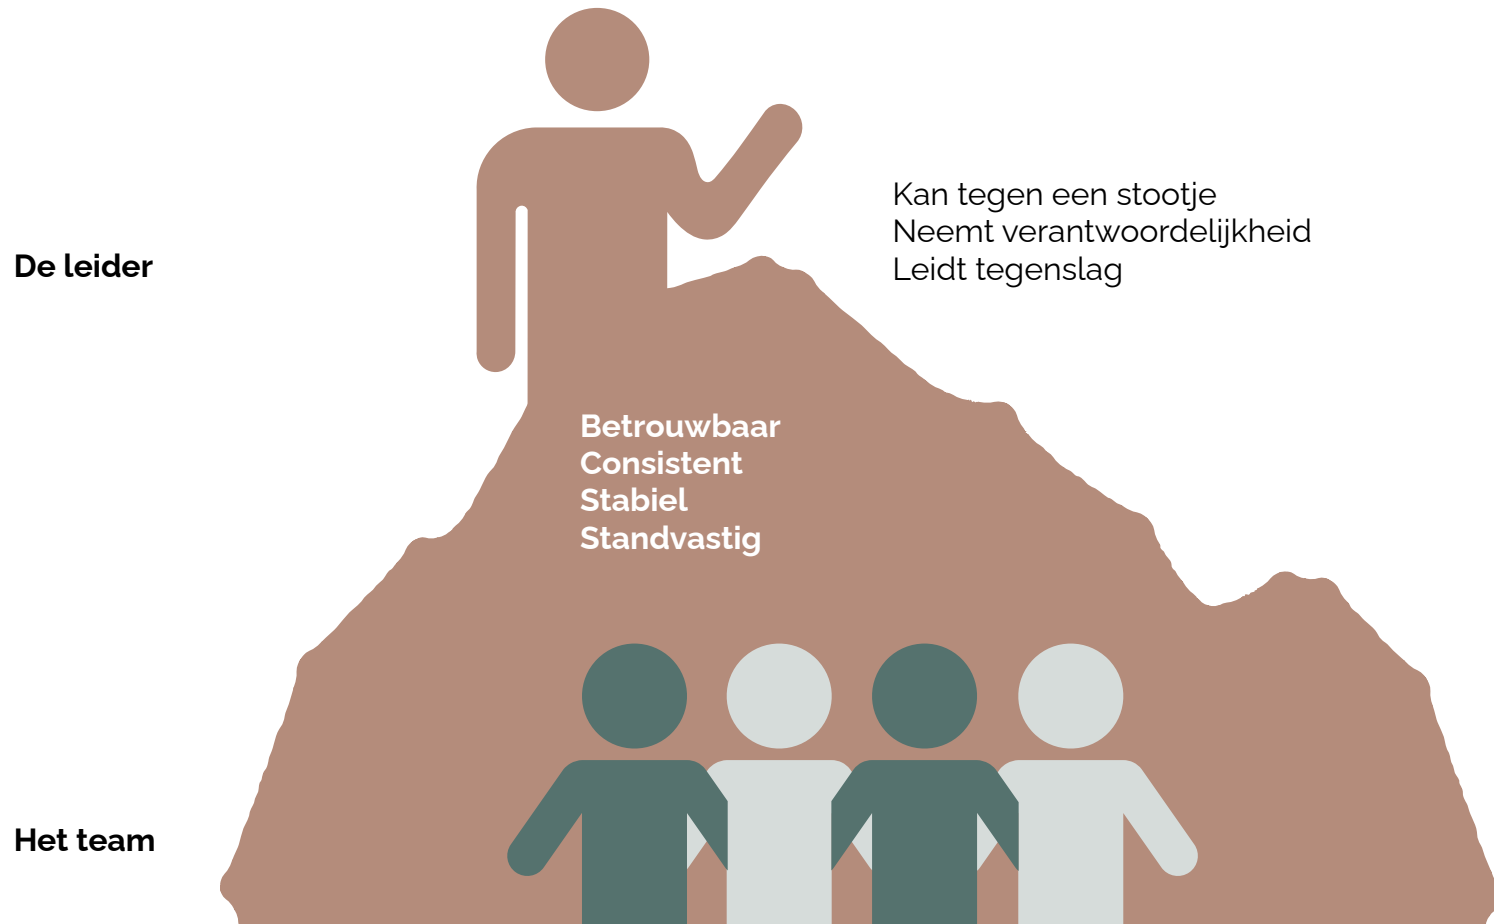 Kan tegen een stootje
Neemt verantwoordelijkheid
De leider
Leidt tegenslag
Betrouwbaar
Consistent
Stabiel
Standvastig
Het team